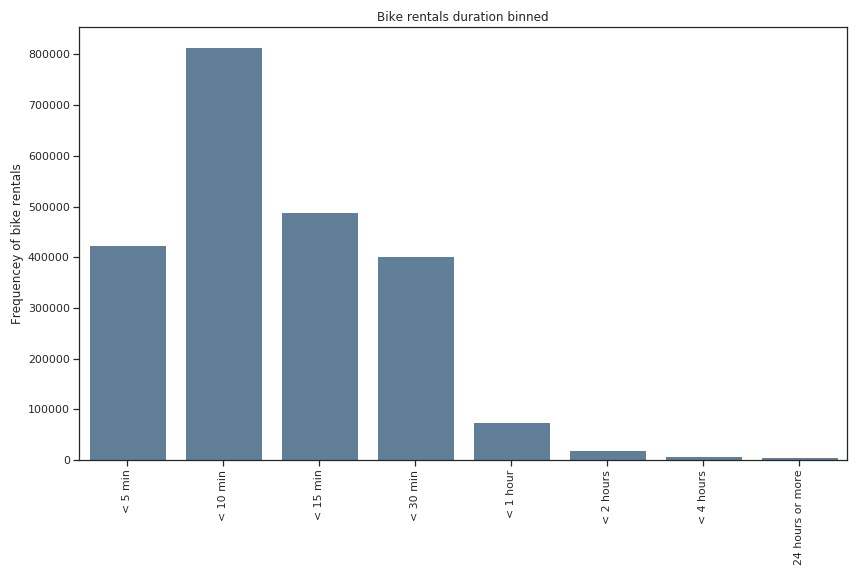 Bike rentals duration binned
Frequencey of bike rentals
800000
700000
600000
500000
400000
300000
200000
100000
0
< 5 min
< 10 min
< 15 min
< 30 min
< 1 hour
< 2 hours
< 4 hours
24 hours or more